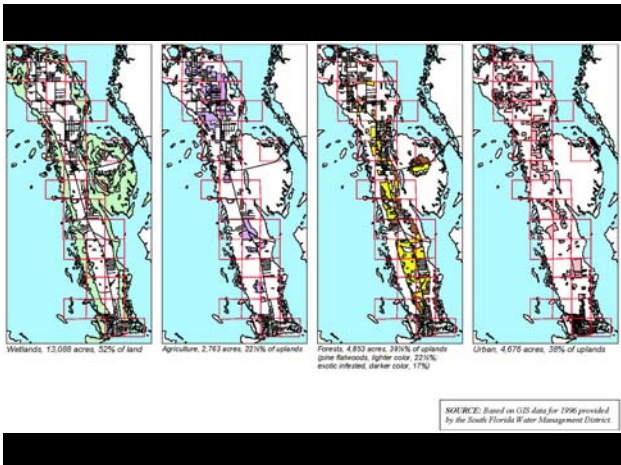 Wetlands, 13,088 acres, 52% of land
Agriculture, 2,763 acres, 22½% of uplands
Forests, 4,853 acres, 39½% of uplands
(pine flatwoods, lighter color, 22½%;
exotic infested, darker color, 17%)
Urban, 4,676 acres, 38% of uplands
SOURCE: Based on GIS data for 1996 provided
by the South Florida Water Management District